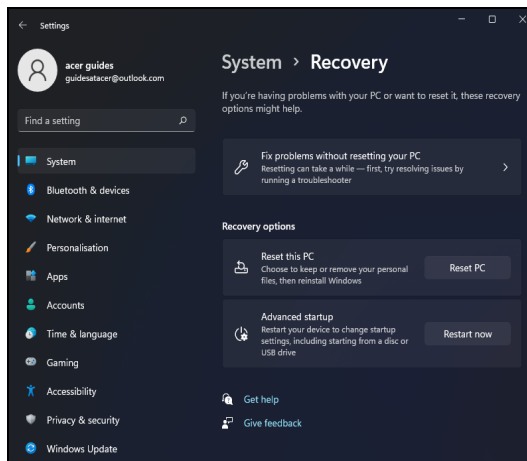 Settings
acer guides
guidesatacer@outlook.com
Find a setting
System
Bluetooth & devices
Network & internet
Personalisation
Apps
Accounts
Time & language
Gaming
Accessibility
Privacy & security
Windows Update
System > Recovery
If you're having problems with your PC or want to reset it, these recovery
options might help.
Fix problems without resetting your PC
Resetting can take a while — first, try resolving issues by
running a troubleshooter
Recovery options
Reset this PC
Choose to keep or remove your personal
files, then reinstall Windows
Reset PC
Advanced startup
Restart your device to change startup
settings, including starting from a disc or
USB drive
Restart now
Get help
Give feedback